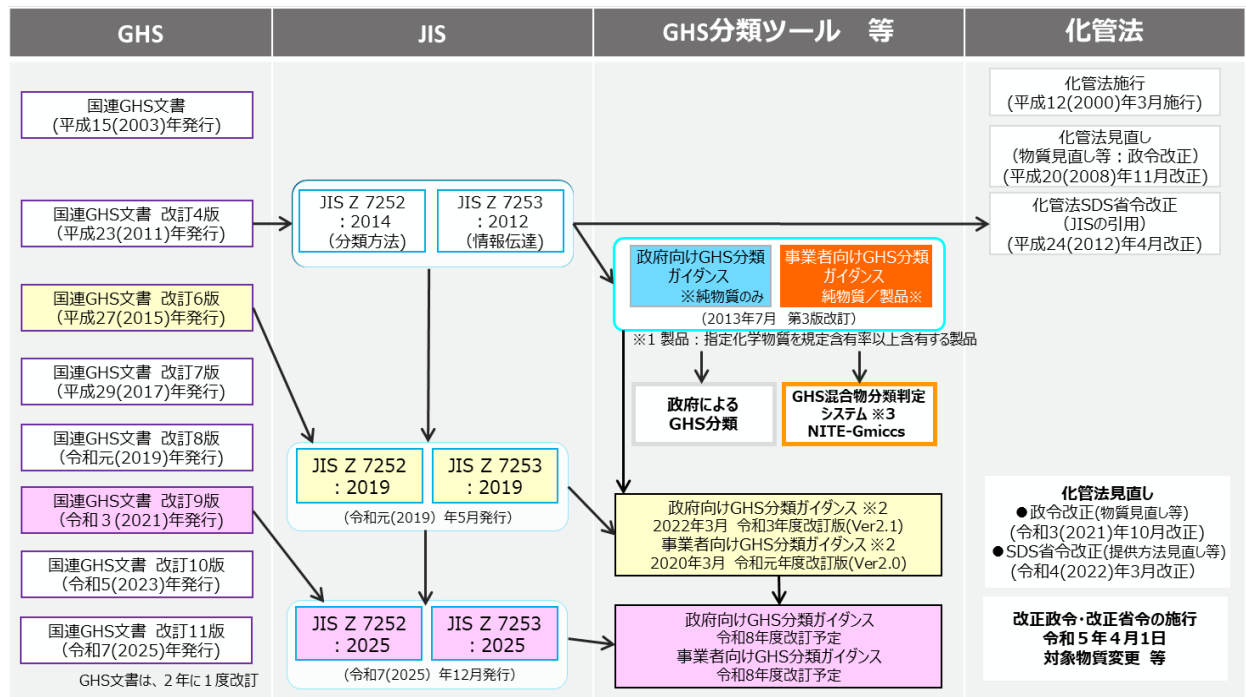 GHS
JIS
GHS分類ツール 等
化管法
国連GHS文書
(平成15(2003)年発行)
国連GHS文書 改訂4版
(平成23(2011)年発行)
国連GHS文書 改訂6版
(平成27(2015)年発行)
国連GHS文書 改訂7版
(平成29(2017)年発行)
国連GHS文書 改訂8版
(令和元(2019)年発行)
国連GHS文書 改訂9版
(令和３(2021)年発行)
国連GHS文書 改訂10版
(令和5(2023)年発行)
国連GHS文書 改訂11版
(令和7(2025)年発行)
GHS文書は、２年に１度改訂
JIS Z 7252
：2014
（分類方法）
JIS Z 7253
：2012
（情報伝達）
JIS Z 7252
：2019
JIS Z 7253
：2019
(令和元(2019）年5月発行)
JIS Z 7252
：2025
JIS Z 7253
：2025
(令和7(2025）年12月発行)
政府向けGHS分類
ガイダンス
※純物質のみ
事業者向けGHS分類
ガイダンス
純物質／製品※
（2013年7月 第3版改訂）
※1 製品：指定化学物質を規定含有率以上含有する製品
政府による
GHS分類
GHS混合物分類判定
システム ※3
NITE-Gmiccs
政府向けGHS分類ガイダンス ※2
2022年3月 令和3年度改訂版(Ver2.1)
事業者向けGHS分類ガイダンス ※2
2020年3月 令和元年度改訂版(Ver2.0)
政府向けGHS分類ガイダンス
令和8年度改訂予定
事業者向けGHS分類ガイダンス
令和8年度改訂予定
化管法施行
(平成12(2000)年3月施行)
化管法見直し
(物質見直し等：政令改正）
(平成20(2008)年11月改正)
化管法SDS省令改正
（JISの引用）
(平成24(2012)年4月改正)
化管法見直し
●政令改正(物質見直し等)
(令和3(2021)年10月改正)
●SDS省令改正(提供方法見直し等)
(令和4(2022)年3月改正）
改正政令・改正省令の施行
令和５年４月１日
対象物質変更 等